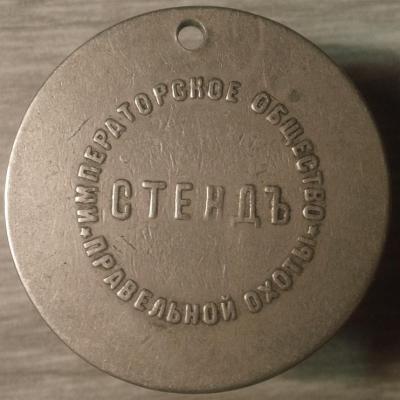 ИМПЕРАТОРСКОЕ ОБЩЕСТВО
СТЕНДЪ
ПРАВЕЛЬНОЙ ОХОТЫ